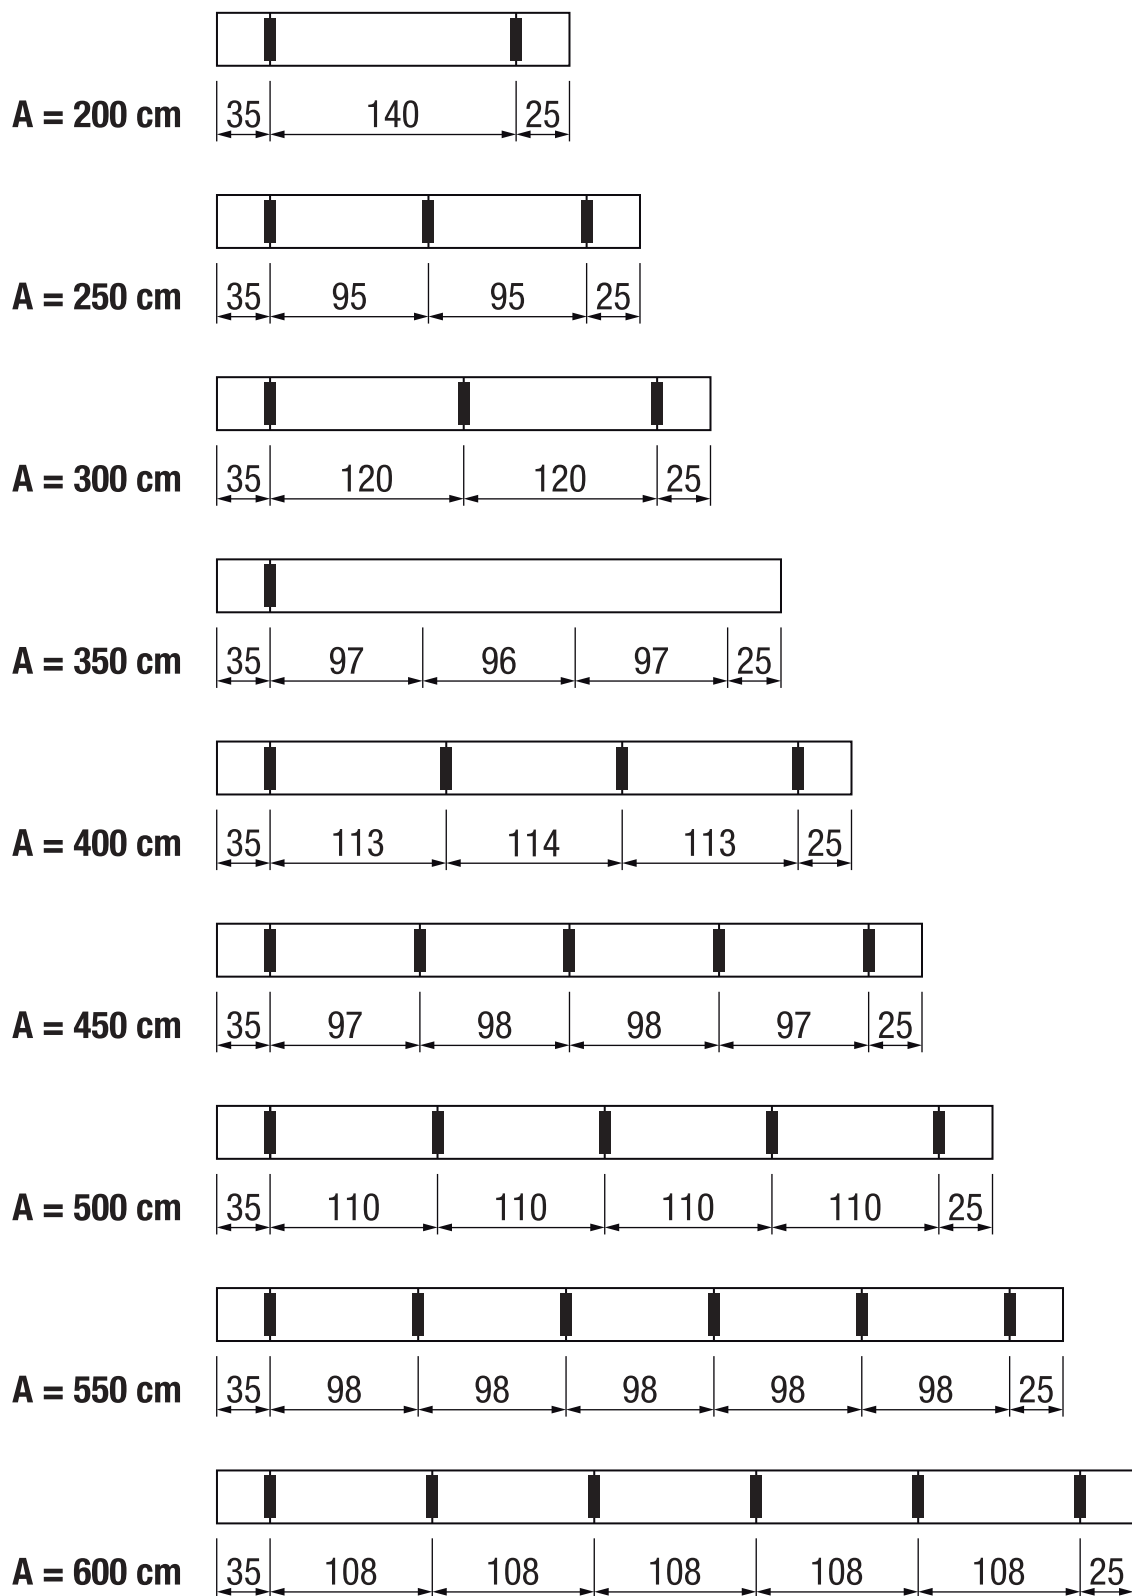 A = 200 cm 35 140 25
A = 250 cm 35 95 95 25
A = 300 cm 35 120 120 25
A = 350 cm 35 97 96 97 25
A = 400 cm 35 113 114 113 25
A = 450 cm 35 97 98 98 97 25
A = 500 cm 35 110 110 110 110 25
A = 550 cm 35 98 98 98 98 98 25
A = 600 cm 35 108 108 108 108 108 25